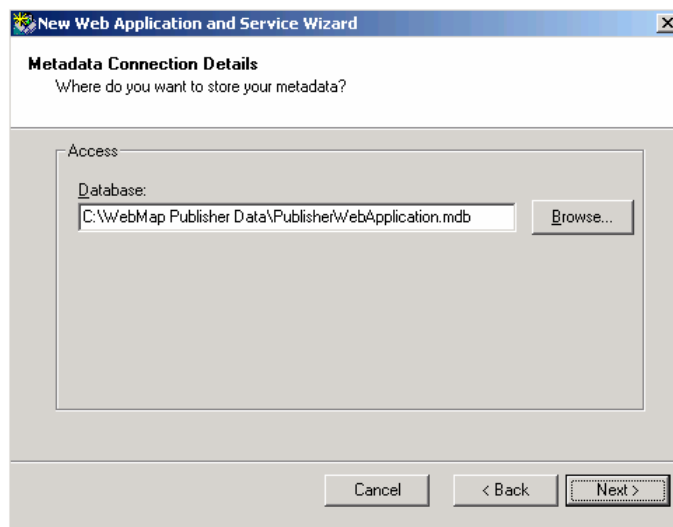 New Web Application and Service Wizard
Metadata Connection Details
Where do you want to store your metadata?
Access
Database:
C:\WebMap Publisher Data\PublisherWebApplication.mdb
Browse...
Cancel
< Back
Next >